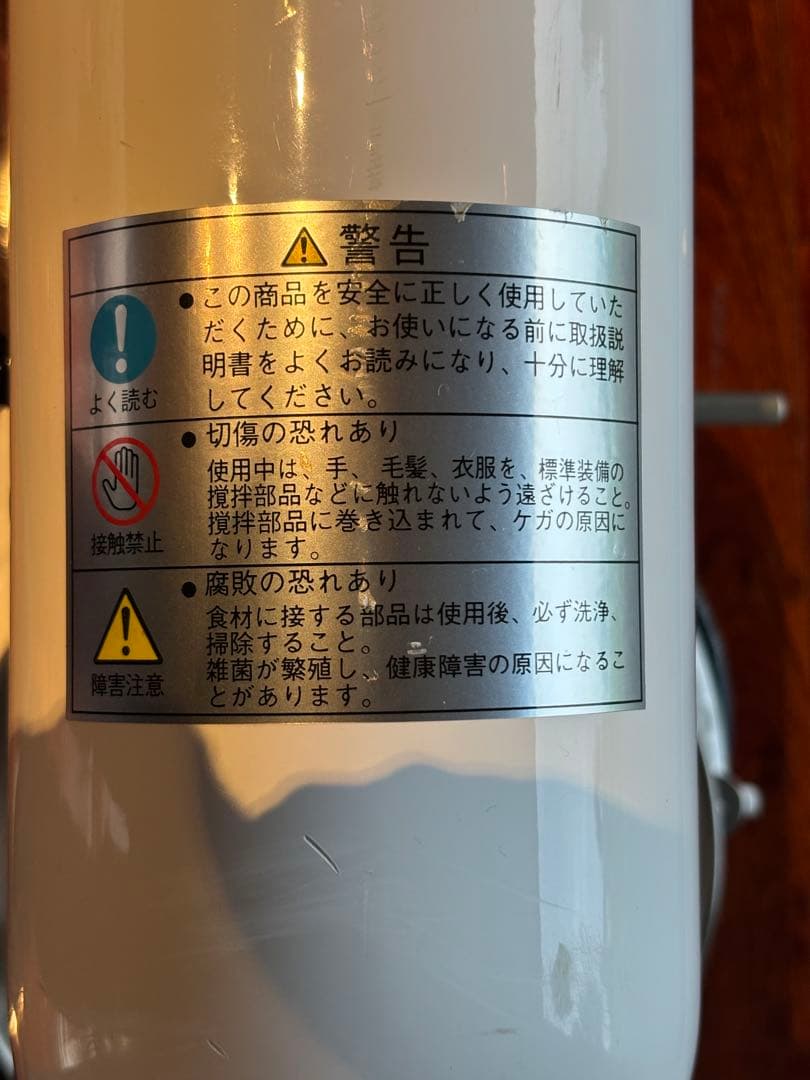 警告
●この商品を安全に正しく使用していた
だくために、お使いになる前に取扱説
明書をよくお読みになり、十分に理解
してください。
よく読む
●切傷の恐れあり
使用中は、手、毛髪、衣服を、標準装備の
撹拌部品などに触れないよう遠ざけること。
撹拌部品に巻き込まれて、ケガの原因に
なります。
接触禁止
●腐敗の恐れあり
食材に接する部品は使用後、必ず洗浄、
掃除すること。
雑菌が繁殖し、健康障害の原因になるこ
とがあります。
障害注意